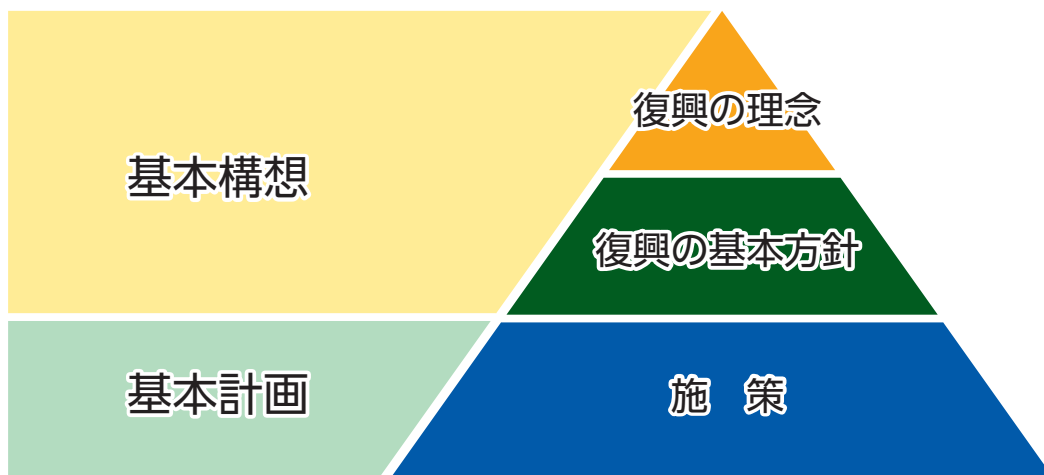 復興の理念
基本構想
復興の基本方針
基本計画
施　策